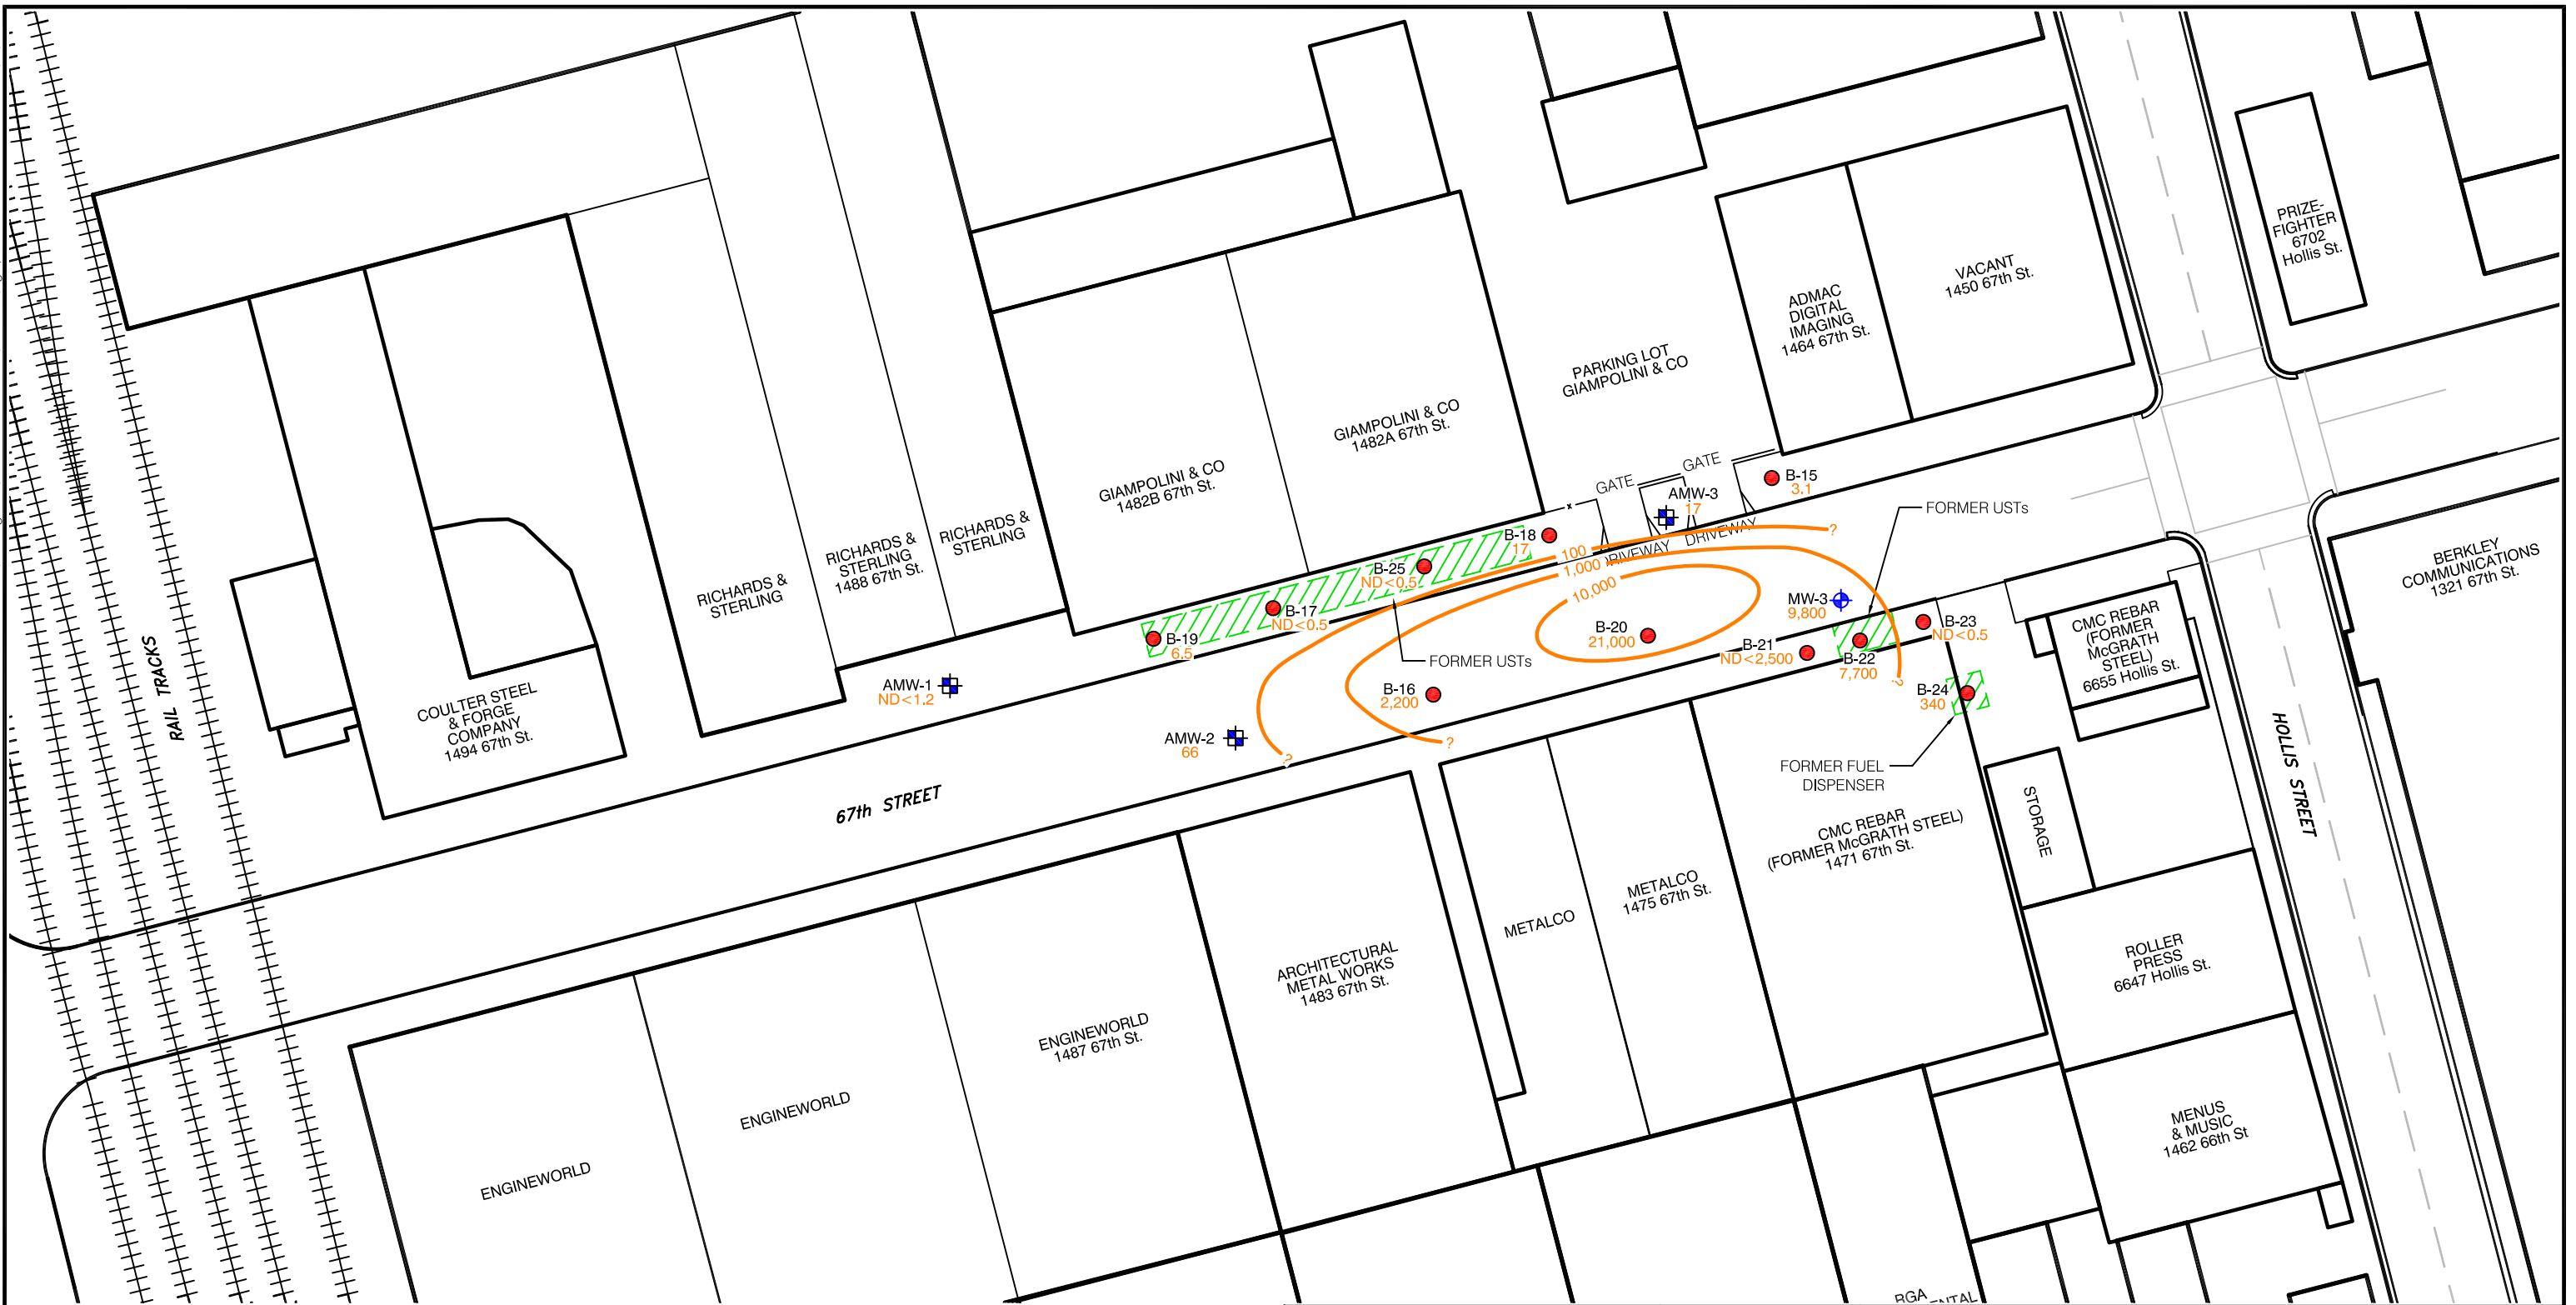 PRIZE-
FIGHTER
6702
Hollis St.
VACANT
1450 67th St.
ADMAC
DIGITAL
IMAGING
1464 67th St.
PARKING LOT
GIAMPOLINI & CO
GIAMPOLINI & CO
1482A 67th St.
GIAMPOLINI & CO
1482B 67th St.
RICHARDS &
STERLING
RICHARDS &
STERLING
1488 67th St.
RICHARDS &
STERLING
COULTER STEEL
& FORGE
COMPANY
1494 67th St.
RAIL TRACKS
GATE
GATE
AMW-3
17
B-15
3.1
DRIVEWAY
DRIVEWAY
?
FORMER USTs
B-18
17
100
1,000
10,000
B-25
ND<0.5
B-17
ND<0.5
B-19
6.5
FORMER USTs
MW-3
9,800
B-20
21,000
B-21
ND<2,500
B-22
7,700
B-23
ND<0.5
?
B-24
340
B-16
2,200
?
AMW-1
ND<1.2
AMW-2
66
?
BERKLEY
COMMUNICATIONS
1321 67th St.
CMC REBAR
(FORMER
McGRATH
STEEL)
6655 Hollis St.
FORMER FUEL
DISPENSER
67th STREET
HOLLIS STREET
STORAGE
CMC REBAR
(FORMER McGRATH STEEL)
1471 67th St.
METALCO
1475 67th St.
METALCO
ARCHITECTURAL
METAL WORKS
1483 67th St.
ENGINEWORLD
1487 67th St.
ENGINEWORLD
ENGINEWORLD
ROLLER
PRESS
6647 Hollis St.
MENUS
& MUSIC
1462 66th St
RGA